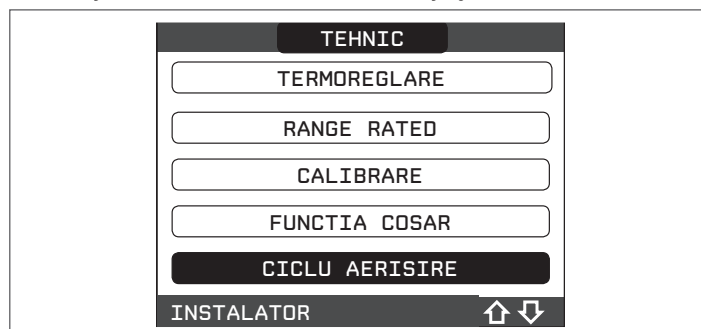 TEHNIC
TERMOREGLARE
RANGE RATED
CALIBRARE
FUNCTIA COSAR
CICLU AERISIRE
INSTALATOR